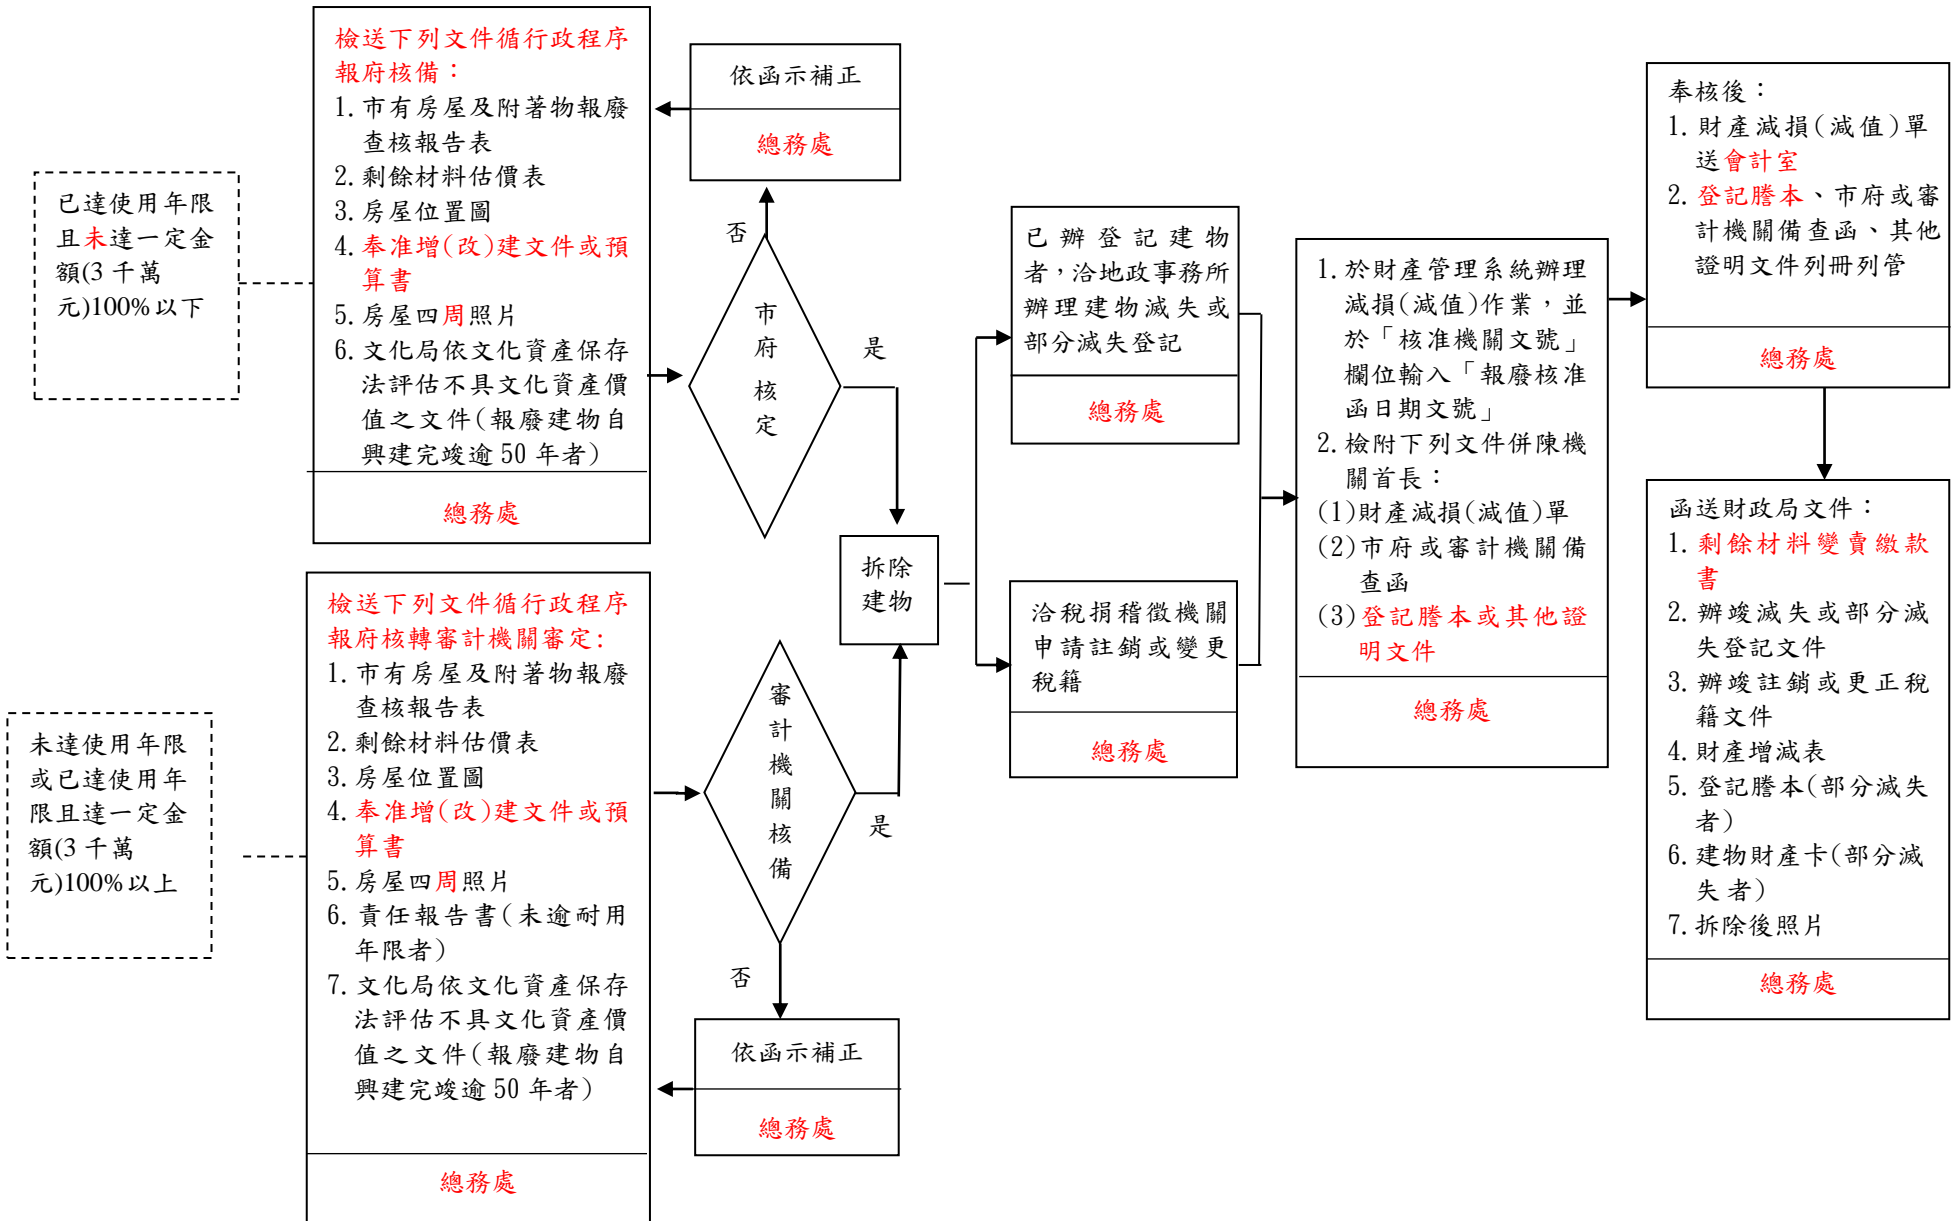 已達使用年限
且未達一定金
額(3 千萬
元)100%以下
檢送下列文件循行政程序
報府核備：
1.市有房屋及附著物報廢
查核報告表
2.剩餘材料估價表
3.房屋位置圖
4.奉准增(改)建文件或預
算書
5.房屋四周照片
6.文化局依文化資產保存
法評估不具文化資產價
值之文件(報廢建物自
興建完竣逾 50 年者)
總務處
依函示補正
總務處
否
市
府
核
定
是
未達使用年限
或已達使用年
限且達一定金
額(3 千萬
元)100%以上
檢送下列文件循行政程序
報府核轉審計機關審定:
1.市有房屋及附著物報廢
查核報告表
2.剩餘材料估價表
3.房屋位置圖
4.奉准增(改)建文件或預
算書
5.房屋四周照片
6.責任報告書(未逾耐用
年限者)
7.文化局依文化資產保存
法評估不具文化資產價
值之文件(報廢建物自
興建完竣逾 50 年者)
總務處
審
計
機
關
核
備
是
否
依函示補正
總務處
拆除
建物
已辦登記建物
者，洽地政事務所
辦理建物滅失或
部分滅失登記
總務處
洽稅捐稽徵機關
申請註銷或變更
稅籍
總務處
1.於財產管理系統辦理
減損(減值)作業，並
於「核准機關文號」
欄位輸入「報廢核准
函日期文號」
2.檢附下列文件併陳機
關首長：
(1)財產減損(減值)單
(2)市府或審計機關備
查函
(3)登記謄本或其他證
明文件
總務處
奉核後：
1.財產減損(減值)單
送會計室
2.登記謄本、市府或審
計機關備查函、其他
證明文件列冊列管
總務處
函送財政局文件：
1.剩餘材料變賣繳款
書
2.辦竣滅失或部分滅
失登記文件
3.辦竣註銷或更正稅
籍文件
4.財產增減表
5.登記謄本(部分滅失
者)
6.建物財產卡(部分滅
失者)
7.拆除後照片
總務處